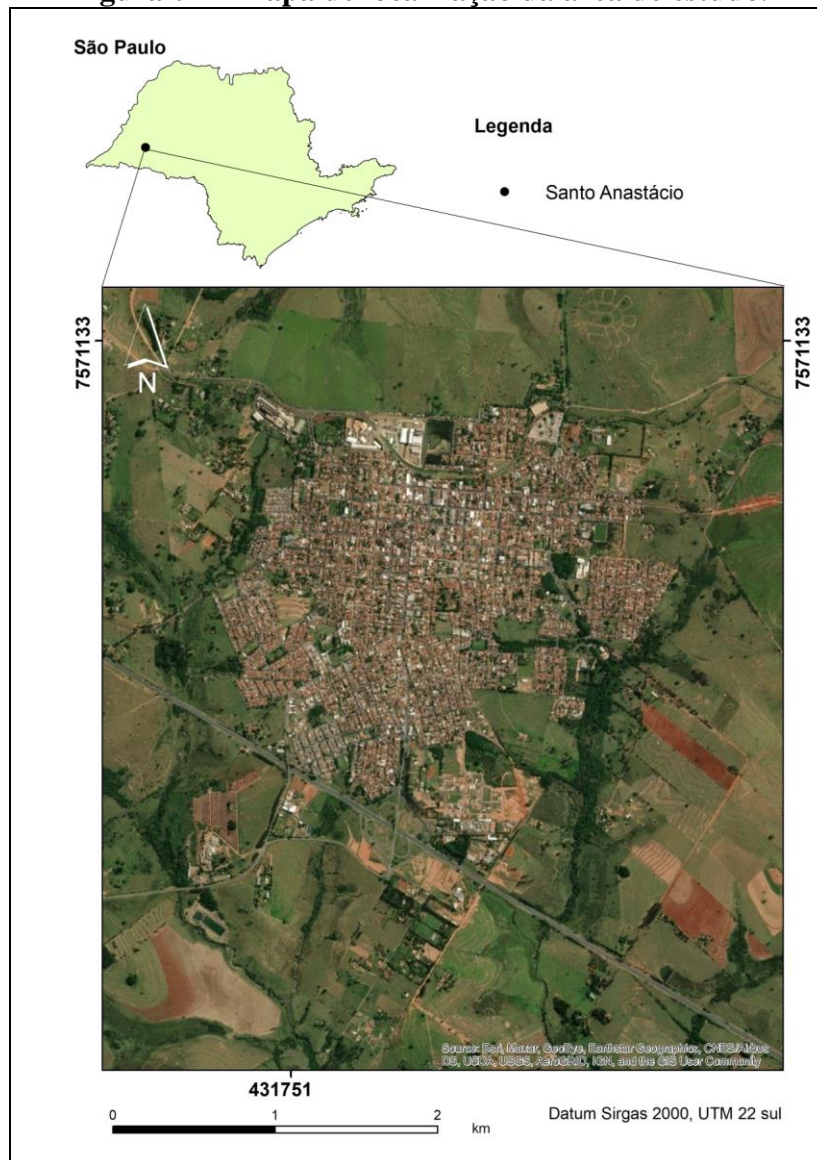 São Paulo
Legenda
Santo Anastácio
7571133
7571133
N
Source: Esri, Maxar, GeoEye, Earthstar Geographics, CNES/Airbus
DS, USDA, USGS, AeroGRID, IGN, and the GIS User Community
431751
0 1 2
km
Datum Sirgas 2000, UTM 22 sul